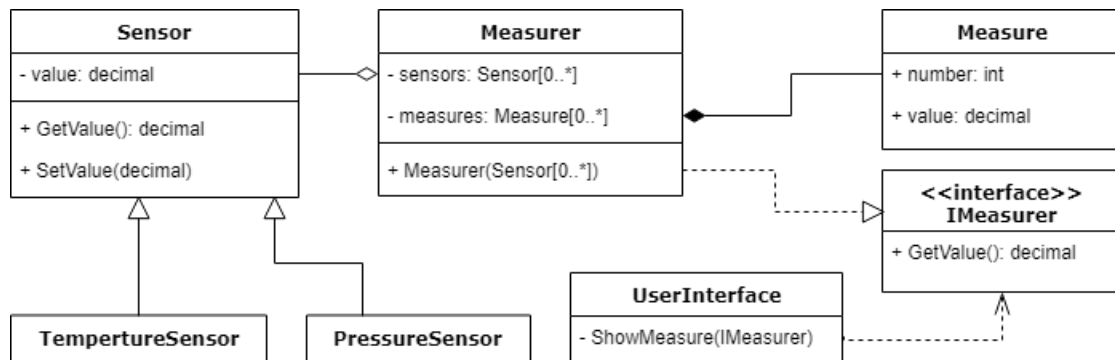 Sensor
- value: decimal
+ GetValue(): decimal
+ SetValue(decimal)
Measurer
- sensors: Sensor[0..*]
- measures: Measure[0..*]
+ Measurer(Sensor[0..*])
Measure
+ number: int
+ value: decimal
<<interface>>
IMeasurer
+ GetValue(): decimal
UserInterface
- ShowMeasure(IMeasurer)
TempertureSensor
PressureSensor